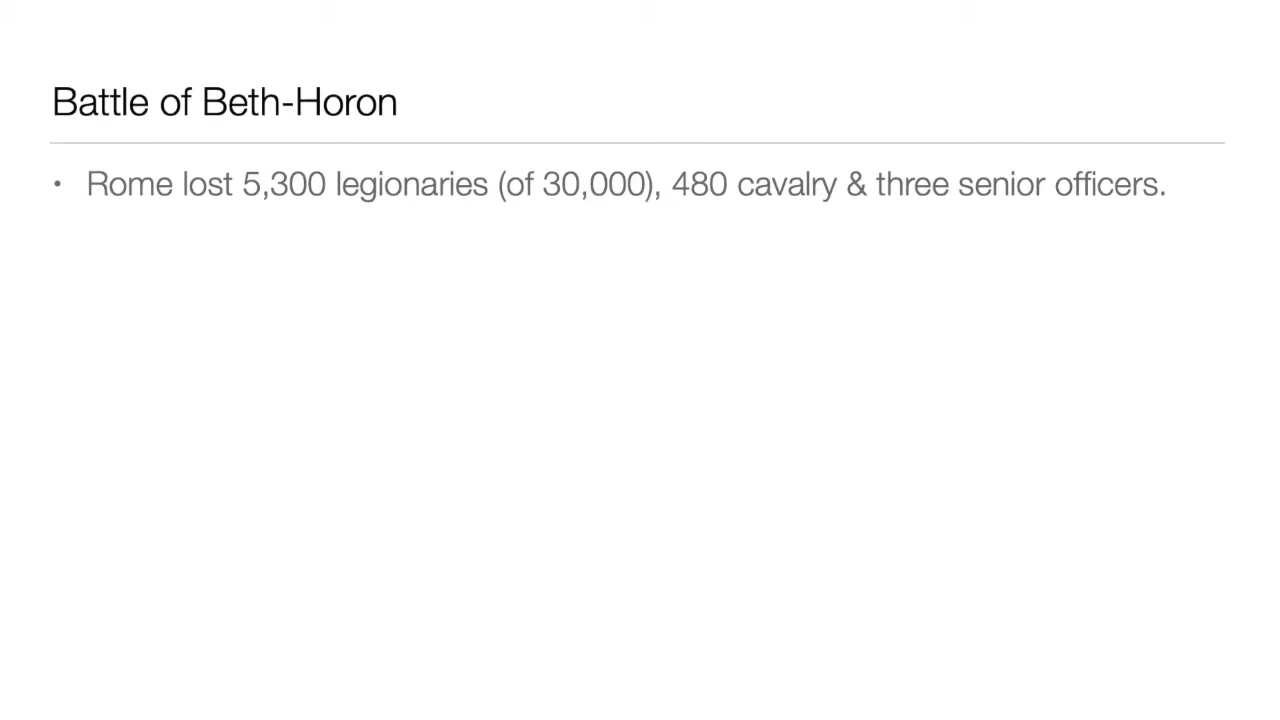 Battle of Beth-Horon
• Rome lost 5,300 legionaries (of 30,000), 480 cavalry & three senior officers.